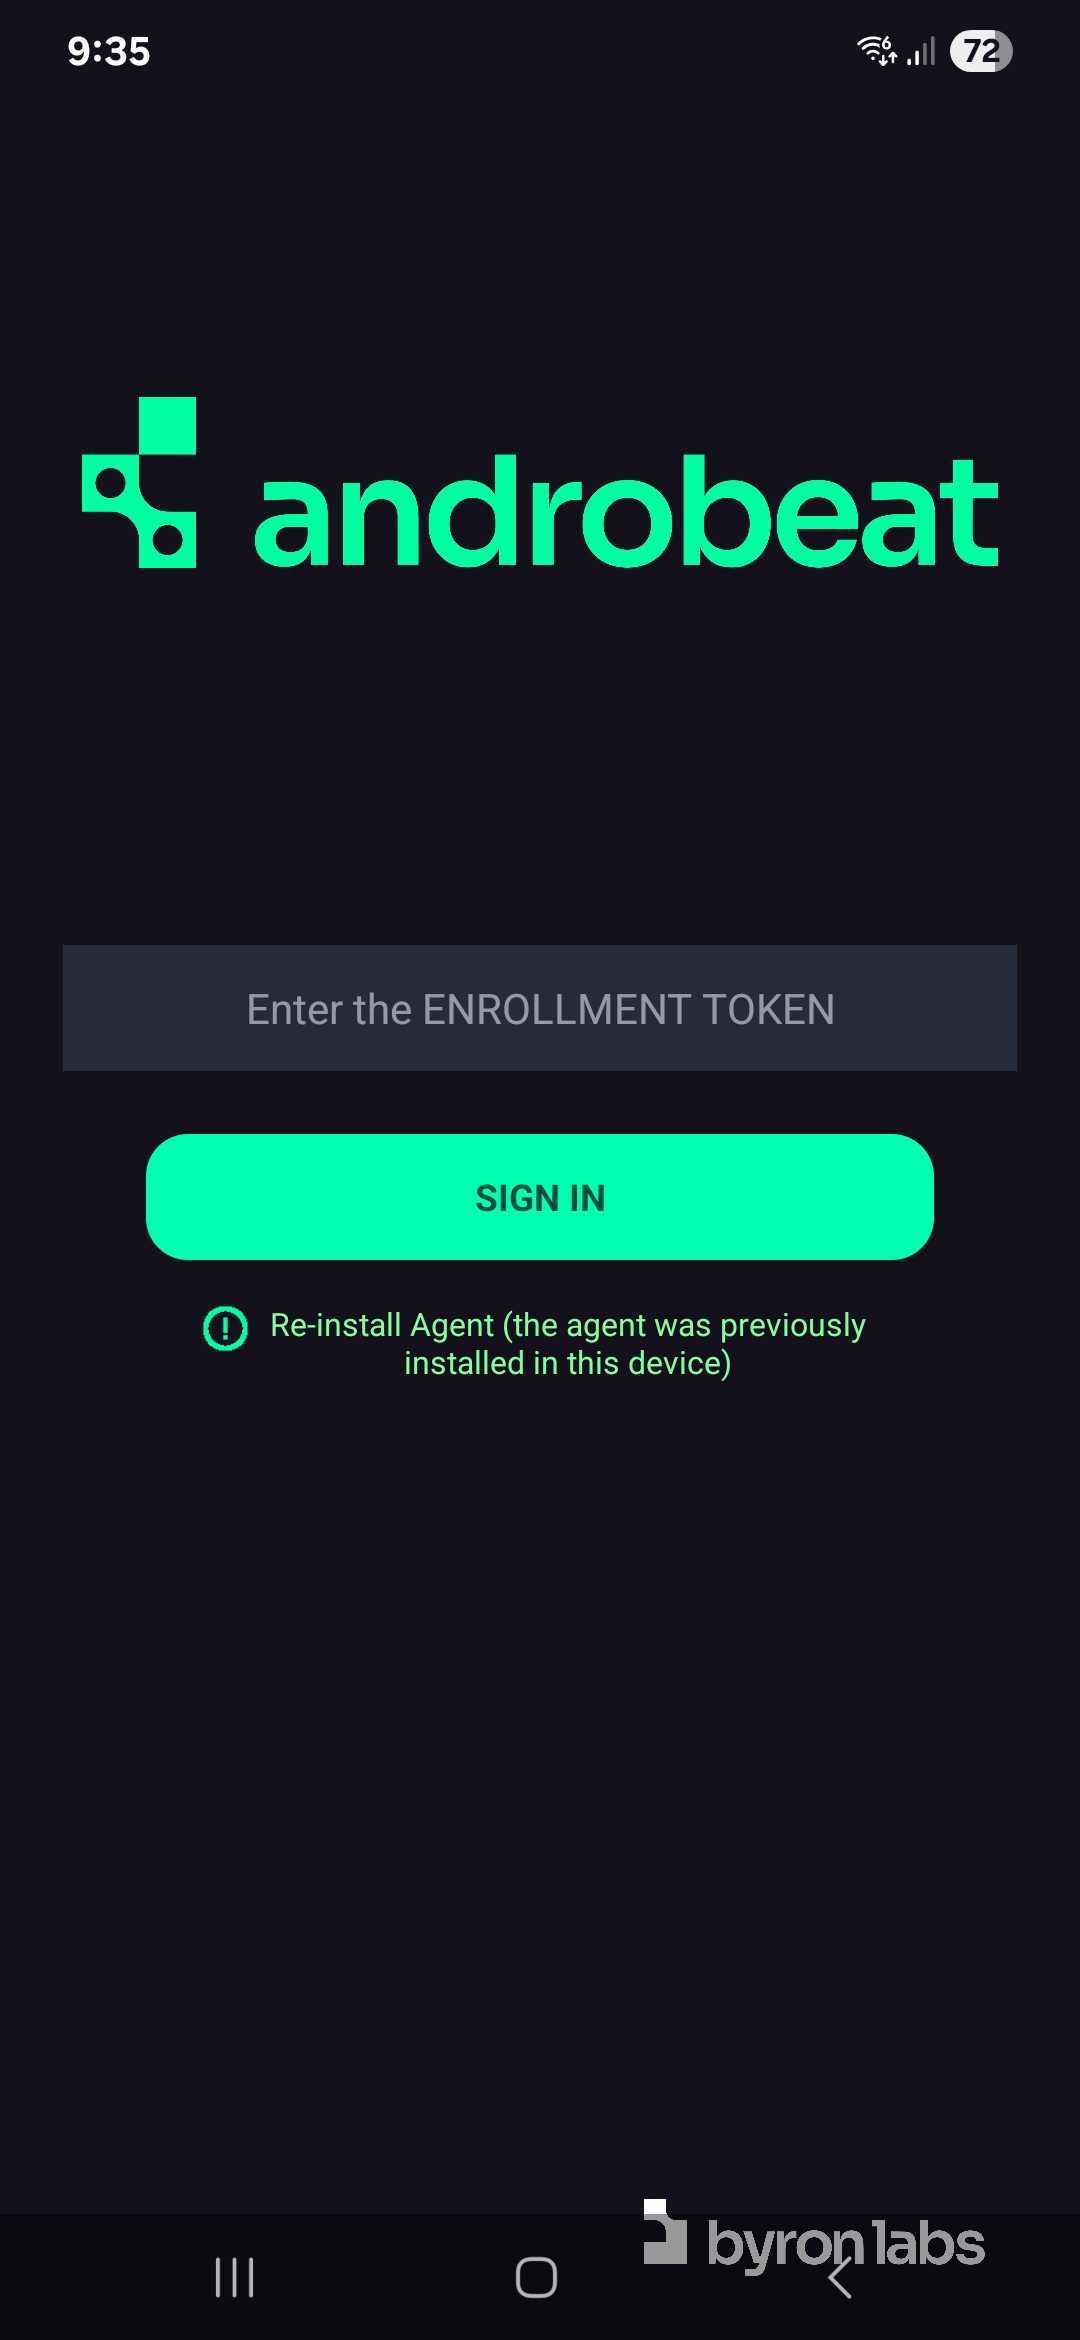 9:35
6
72
androbeat
Enter the ENROLLMENT TOKEN
SIGN IN
Re-install Agent (the agent was previously
installed in this device)
byron labs